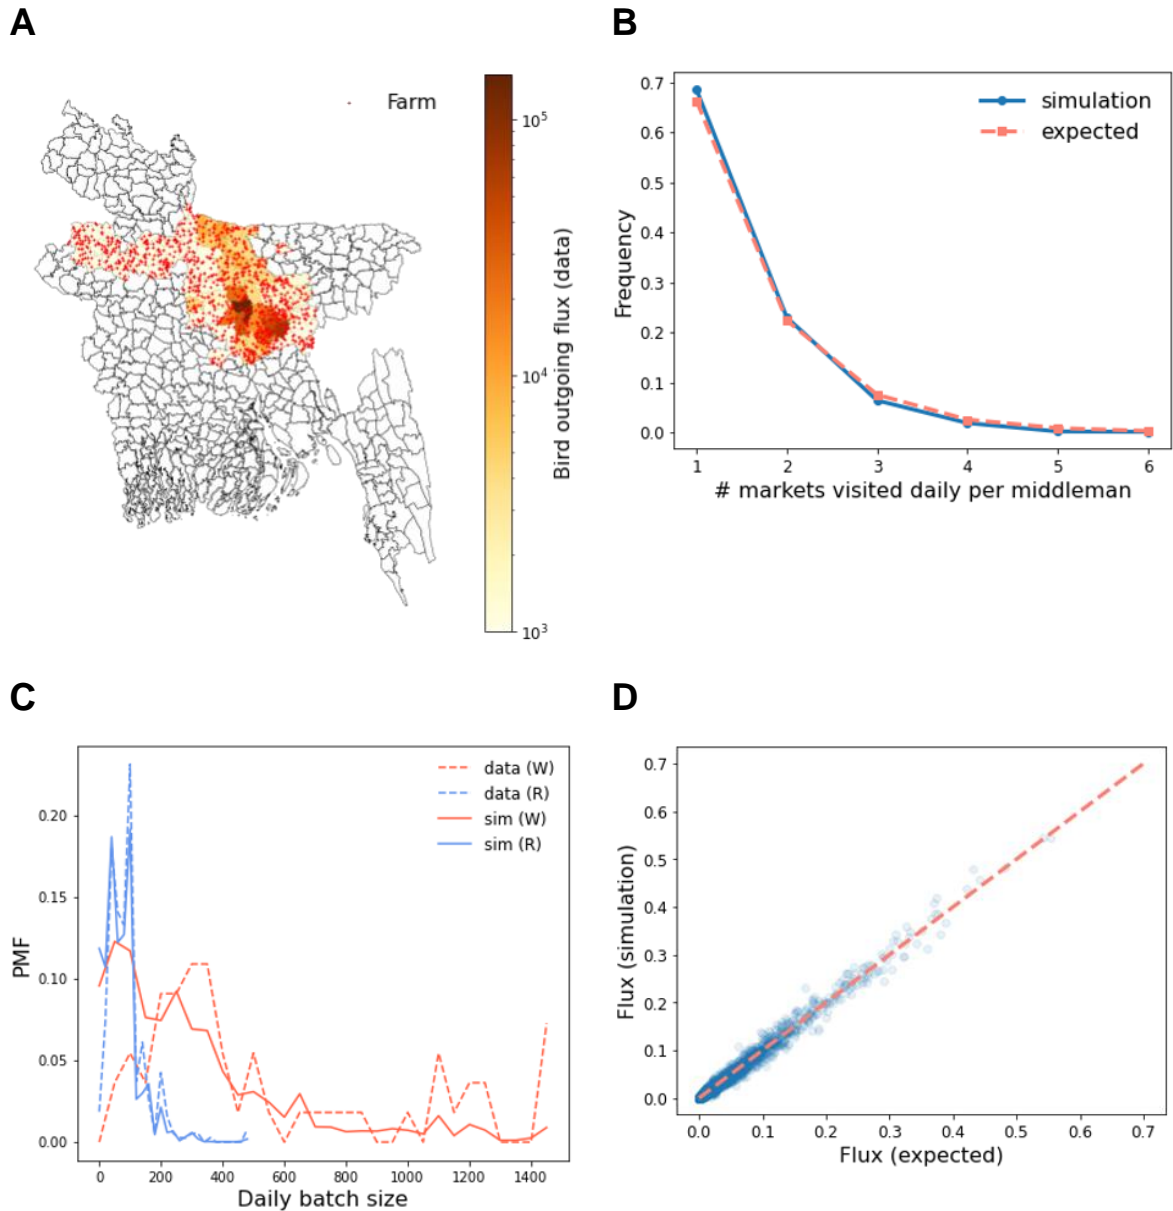 A
Farm
10^5
10^4
10^3
Bird outgoing flux (data)
B
simulation
expected
0.7
0.6
0.5
0.4
0.3
0.2
0.1
0.0
Frequency
1 2 3 4 5 6
# markets visited daily per middleman
C
data (W)
data (R)
sim (W)
sim (R)
0.20
0.15
0.10
0.05
0.00
PMF
0 200 400 600 800 1000 1200 1400
Daily batch size
D
0.7
0.6
0.5
0.4
0.3
0.2
0.1
0.0
Flux (simulation)
0.0 0.1 0.2 0.3 0.4 0.5 0.6 0.7
Flux (expected)